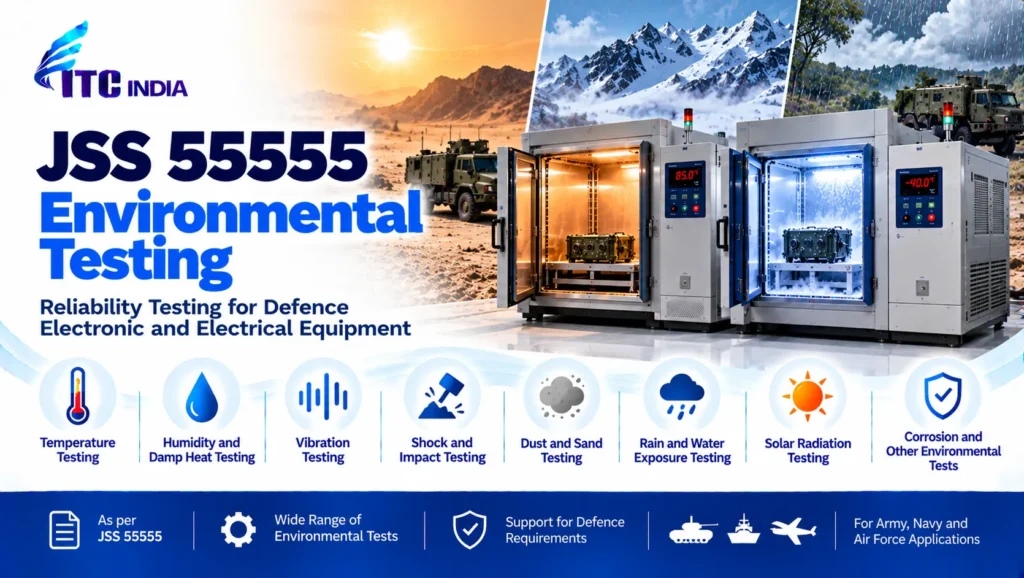 ITC INDIA
JSS 55555
Environmental
Testing
Reliability Testing for Defence
Electronic and Electrical Equipment
85.0°C
-40.0°C
Temperature
Testing
Humidity and
Damp Heat Testing
Vibration
Testing
Shock and
Impact Testing
Dust and Sand
Testing
Rain and Water
Exposure Testing
Solar Radiation
Testing
Corrosion and
Other Environmental
Tests
As per
JSS 55555
Wide Range of
Environmental Tests
Support for Defence
Requirements
For Army, Navy and
Air Force Applications